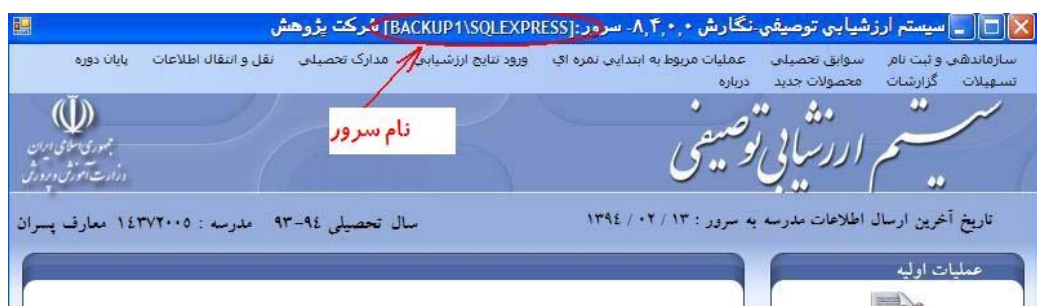 سیستم ارزشیابی توصیفی-نگارش ۸,۴,۰,۰- سرور:[BACKUP1\SQLEXPRESS] شرکت پژوهش
سازماندهی و ثبت نام سوابق تحصیلی عملیات مربوط به ابتدایی نمره ای ورود نتایج ارزشیابی مدارک تحصیلی نقل و انتقال اطلاعات پایان دوره
تسهیلات گزارشات محصولات جدید درباره
نام سرور
سیستم ارزشیابی توصیفی
جمهوری اسلامی ایران
وزارت آموزش و پرورش
تاریخ آخرین ارسال اطلاعات مدرسه به سرور : ۱۳ / ۰۲ / ۱۳۹٤ سال تحصیلی ۹٤-۹۳ مدرسه : ۱٤۳۷۲۰۰۵ معارف پسران
عملیات اولیه